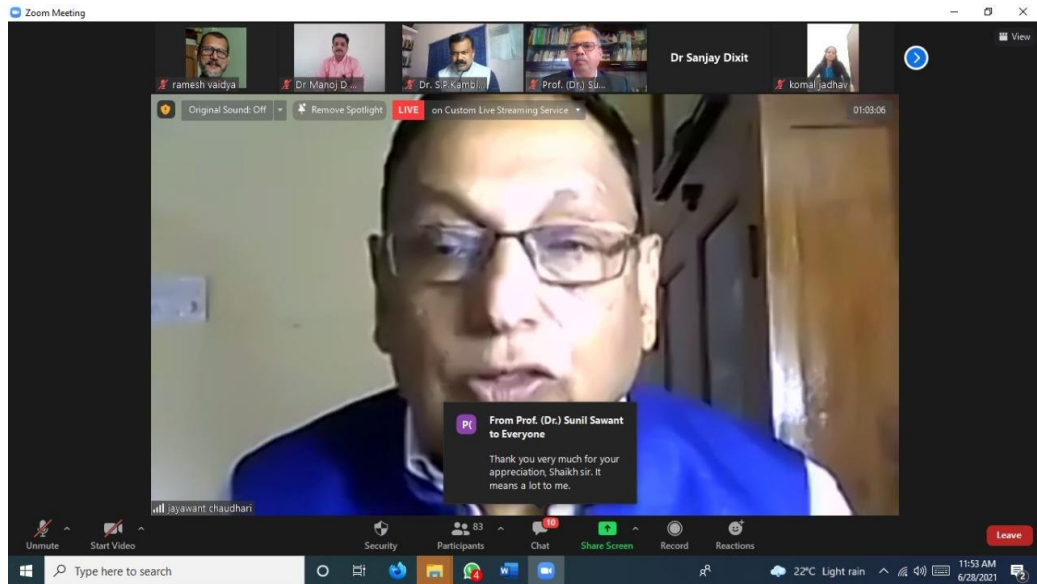 Zoom Meeting
View
ramesh vaidya
Dr Manoj D ...
Dr. S.P.Kambl...
Prof. (Dr.) Su...
Dr Sanjay Dixit
komal jadhav
Original Sound: Off
Remove Spotlight
LIVE on Custom Live Streaming Service
01:03:06
P(
From Prof. (Dr.) Sunil Sawant
to Everyone
Thank you very much for your
appreciation, Shaikh sir. It
means a lot to me.
jayawant chaudhari
Unmute
Start Video
Security
83
Participants
10
Chat
Share Screen
Record
Reactions
Leave
Type here to search
4
W
22°C Light rain
11:53 AM
6/28/2021
2